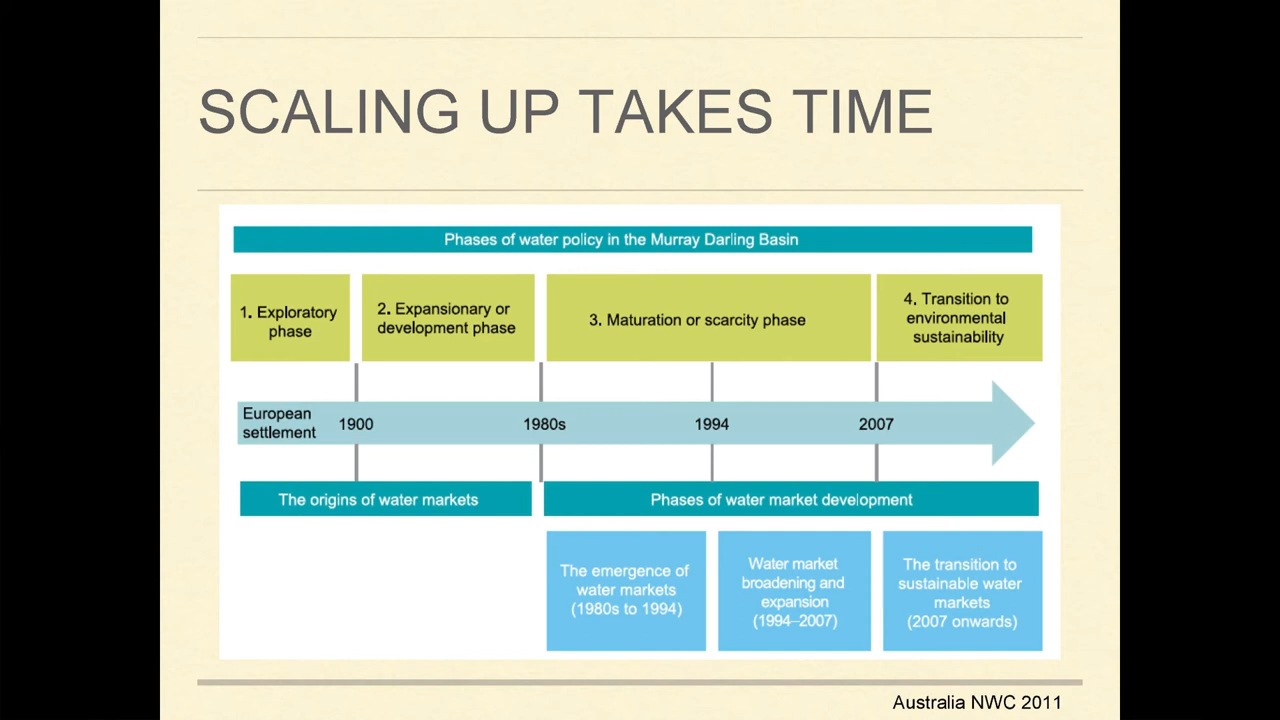 SCALING UP TAKES TIME
Phases of water policy in the Murray Darling Basin
1. Exploratory
phase
2. Expansionary or
development phase
3. Maturation or scarcity phase
4. Transition to
environmental
sustainability
European
settlement
1900
1980s
1994
2007
The origins of water markets
Phases of water market development
The emergence of
water markets
(1980s to 1994)
Water market
broadening and
expansion
(1994–2007)
The transition to
sustainable water
markets
(2007 onwards)
Australia NWC 2011